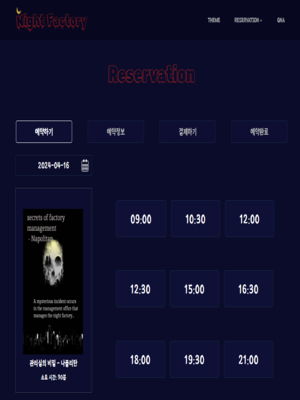 Night Factory
THEME
RESERVATION
QNA
Reservation
예약하기
예약정보
결제하기
예약완료
2024-04-16
secrets of factory
management
- Napolitan
A mysterious incident occurs
in the management office that
manages the night factory...
관리실의 비밀 - 나폴리탄
소요 시간: 90분
09:00 10:30 12:00
12:30 15:00 16:30
18:00 19:30 21:00